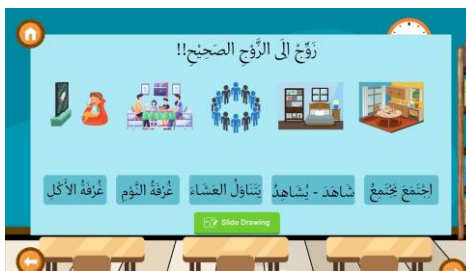 زَوِّجْ إِلَى الزَّوْجِ الصَحِيْحِ!!
اِجْتَمَعَ يَجْتَمِعُ
شَاهَدَ - يُشَاهِدُ
يَتَنَاوَلُ العَشَاءَ
غُرْفَةُ النَّوْمِ
غُرْفَةُ الأَكْلِ
Slide Drawing